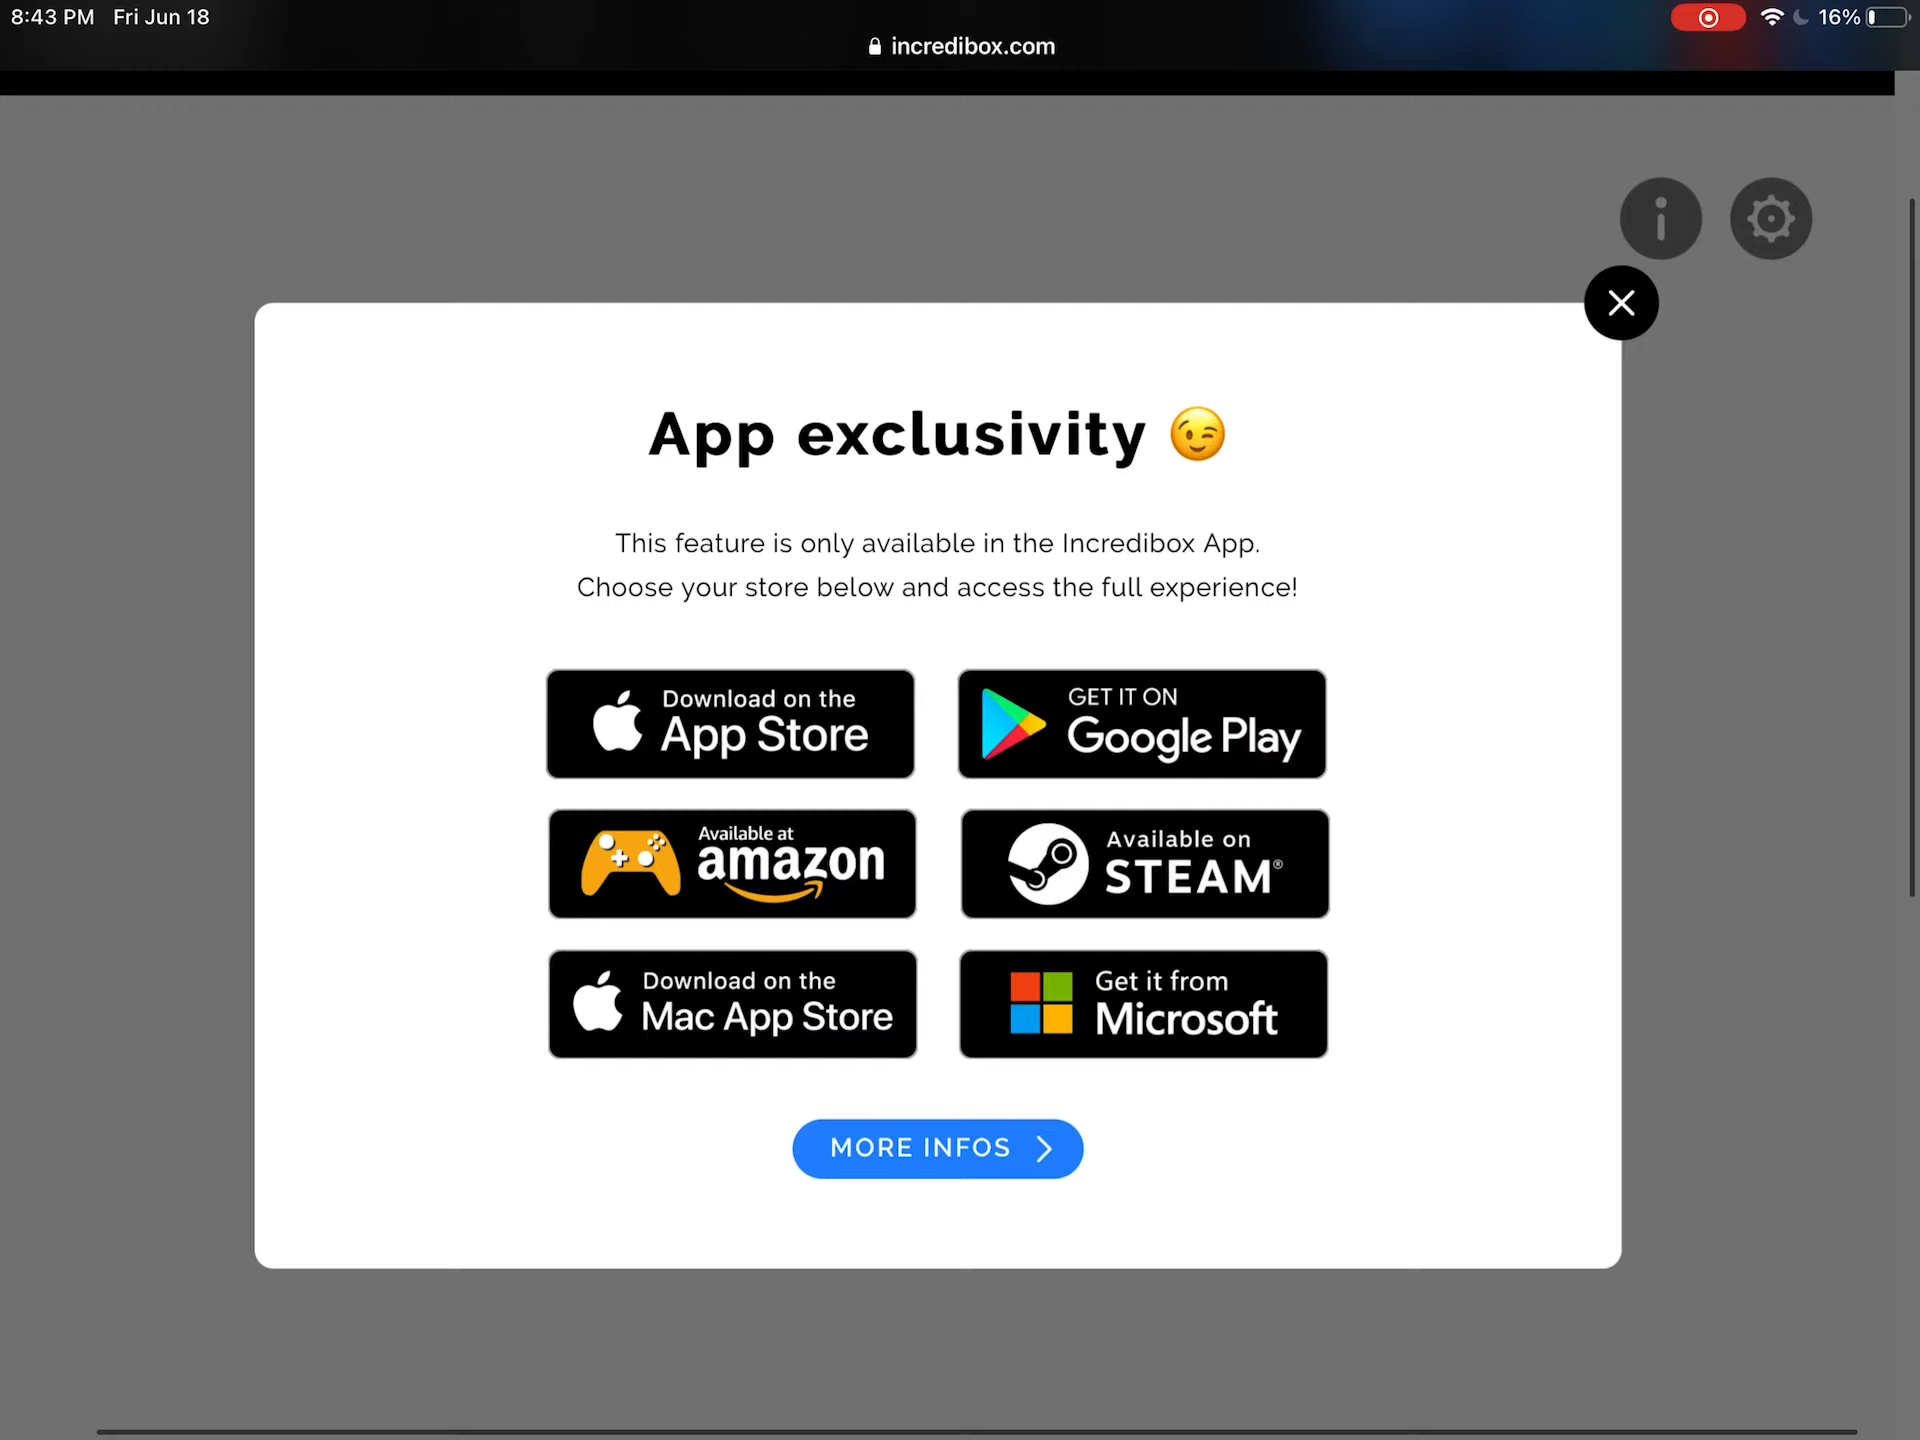 8:43 PM Fri Jun 18
16%
incredibox.com
App exclusivity 😉
This feature is only available in the Incredibox App.
Choose your store below and access the full experience!
Download on the
App Store
GET IT ON
Google Play
Available at
amazon
Available on
STEAM®
Download on the
Mac App Store
Get it from
Microsoft
MORE INFOS